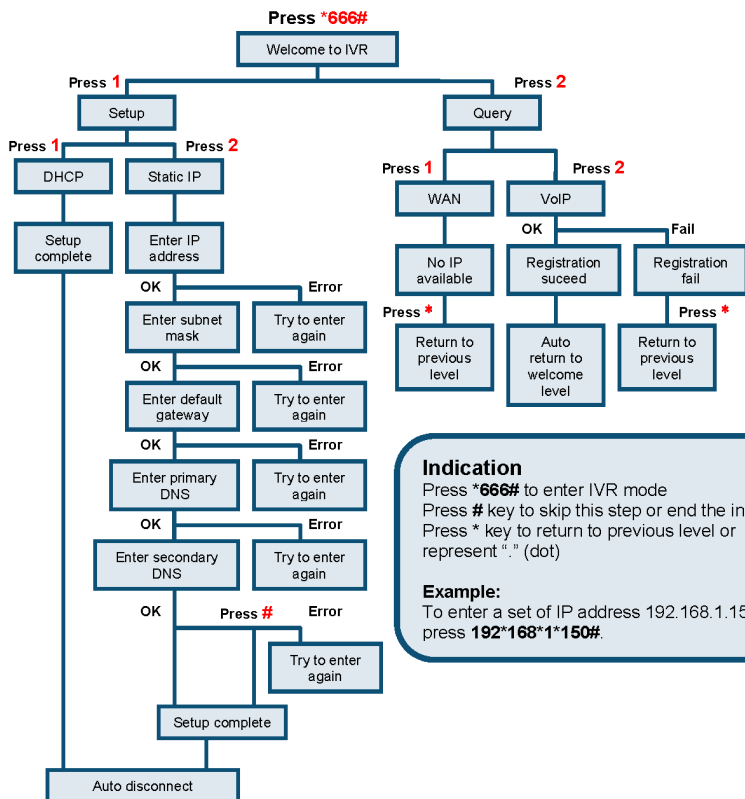 Press *666#
Welcome to IVR
Press 1
Press 2
Setup
Query
Press 1
Press 2
DHCP
Static IP
Setup
complete
Enter IP
address
OK
Error
Enter subnet
mask
Try to enter
again
OK
Error
Enter default
gateway
Try to enter
again
OK
Error
Enter primary
DNS
Try to enter
again
OK
Error
Enter secondary
DNS
Try to enter
again
OK
Press #
Error
Try to enter
again
Setup complete
Auto disconnect
Press 1
Press 2
WAN
VoIP
OK
Fail
No IP
available
Registration
suceed
Registration
fail
Press *
Press *
Return to
previous
level
Auto
return to
welcome
level
Return to
previous
level
Indication
Press *666# to enter IVR mode
Press # key to skip this step or end the in
Press * key to return to previous level or
represent “.” (dot)
Example:
To enter a set of IP address 192.168.1.15
press 192*168*1*150#.